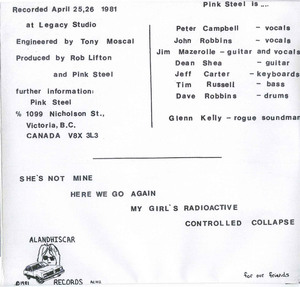 Recorded April 25,26 1981
at Legacy Studio
Engineered by Tony Moscal
Produced by Rob Lifton
and Pink Steel
further information:
Pink Steel
% 1099 Nicholson St.,
Victoria, B.C.
CANADA V8X 3L3
Pink Steel is ....
Peter Campbell - vocals
John Robbins - vocals
Jim Mazerolle - guitar and vocals
Dean Shea - guitar
Jeff Carter - keyboards
Tim Russell - bass
Dave Robbins - drums
Glenn Kelly - rogue soundman
SHE'S NOT MINE
HERE WE GO AGAIN
MY GIRL'S RADIOACTIVE
CONTROLLED COLLAPSE
ALANDHISCAR
RECORDS
for our friends